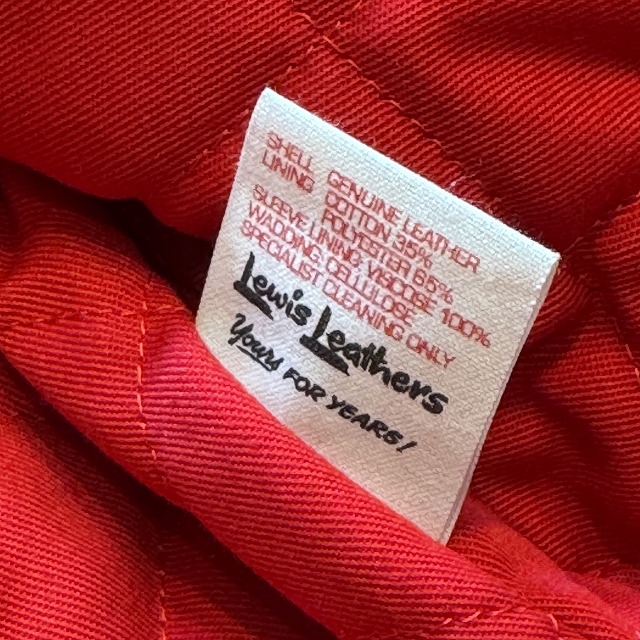 SHELL GENUINE LEATHER
LINING COTTON 35%
POLYESTER 65%
SLEEVE LINING VISCOSE 100%
WADDING CELLULOSE
SPECIALIST CLEANING ONLY
Lewis Leathers
Yours FOR YEARS!